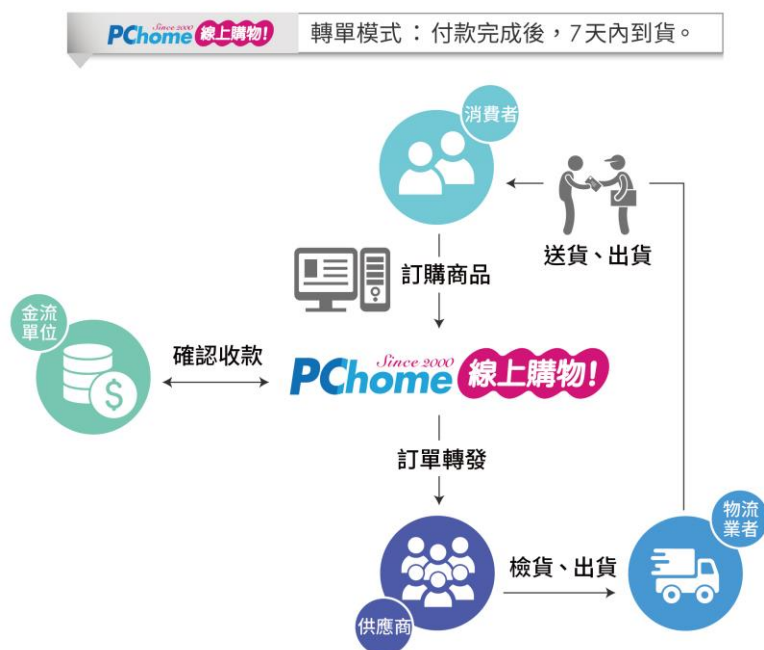 Since 2000
PChome 線上購物! 轉單模式：付款完成後，7天內到貨。
消費者
送貨、出貨
訂購商品
金流
單位
確認收款
$
Since 2000
PChome 線上購物!
訂單轉發
物流
業者
檢貨、出貨
供應商